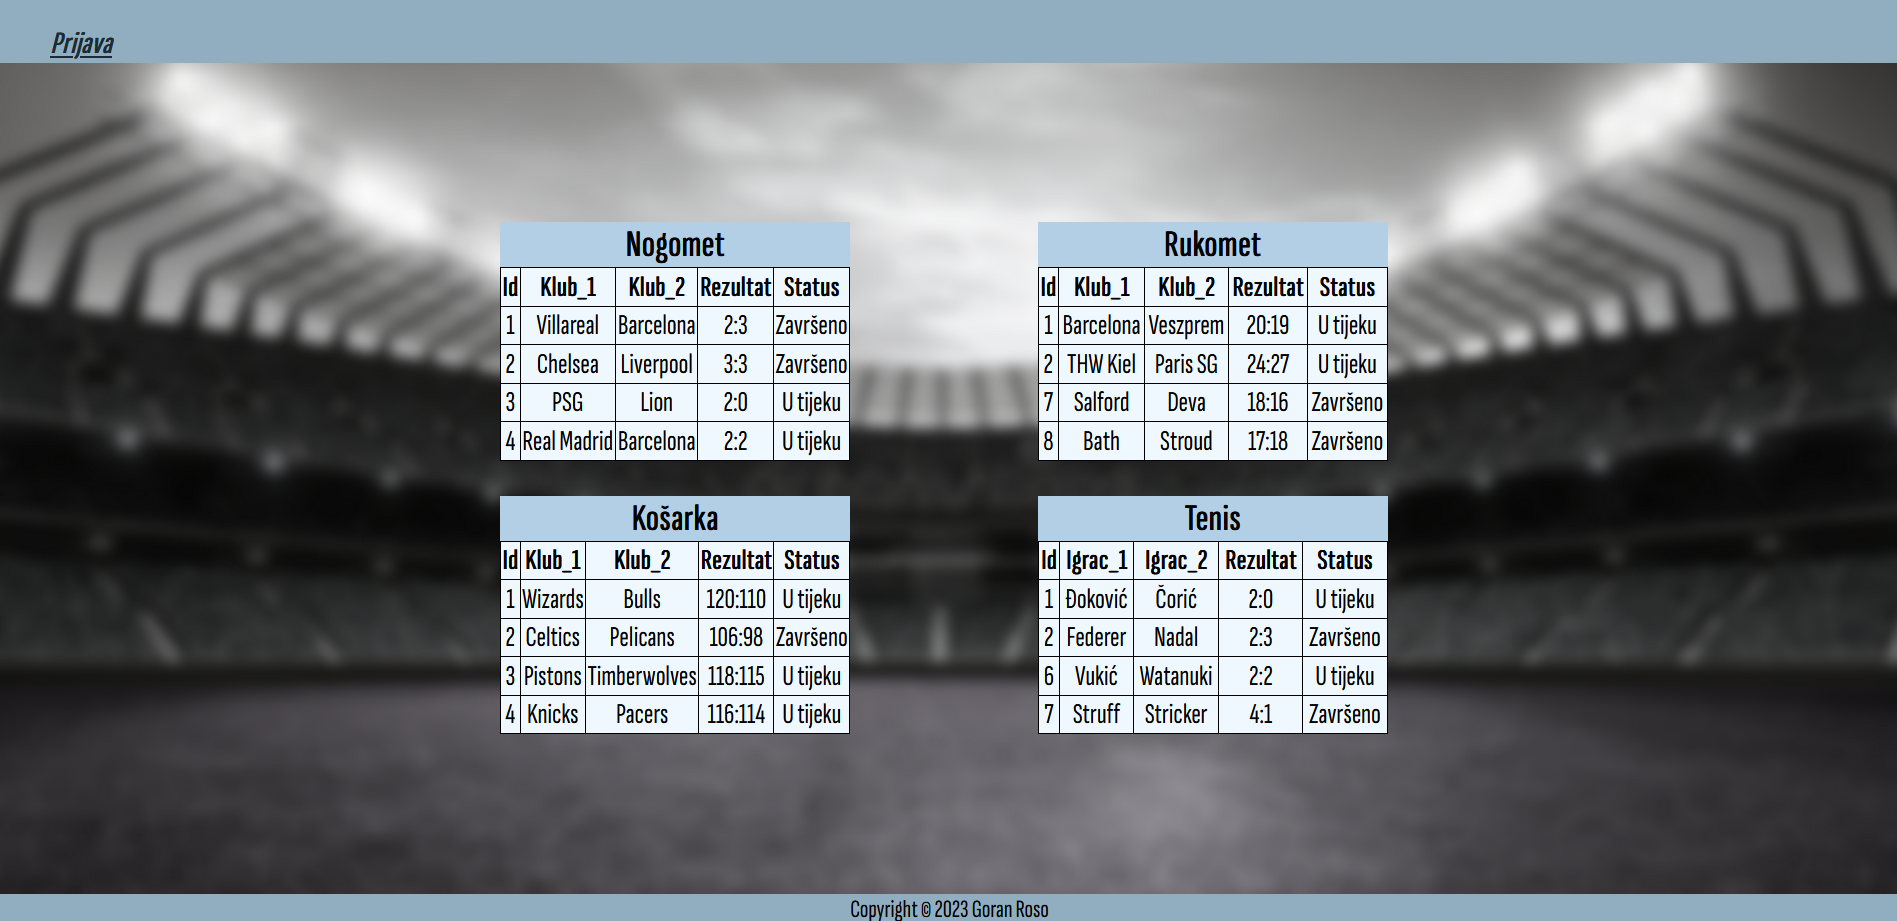 Prijava
Nogomet
Id Klub_1 Klub_2 Rezultat Status
1 Villareal Barcelona 2:3 Završeno
2 Chelsea Liverpool 3:3 Završeno
3 PSG Lion 2:0 U tijeku
4 Real Madrid Barcelona 2:2 U tijeku
Rukomet
Id Klub_1 Klub_2 Rezultat Status
1 Barcelona Veszprem 20:19 U tijeku
2 THW Kiel Paris SG 24:27 U tijeku
7 Salford Deva 18:16 Završeno
8 Bath Stroud 17:18 Završeno
Košarka
Id Klub_1 Klub_2 Rezultat Status
1 Wizards Bulls 120:110 U tijeku
2 Celtics Pelicans 106:98 Završeno
3 Pistons Timberwolves 118:115 U tijeku
4 Knicks Pacers 116:114 U tijeku
Tenis
Id Igrac_1 Igrac_2 Rezultat Status
1 Đoković Čorić 2:0 U tijeku
2 Federer Nadal 2:3 Završeno
6 Vukić Watanuki 2:2 U tijeku
7 Struff Stricker 4:1 Završeno
Copyright © 2023 Goran Roso